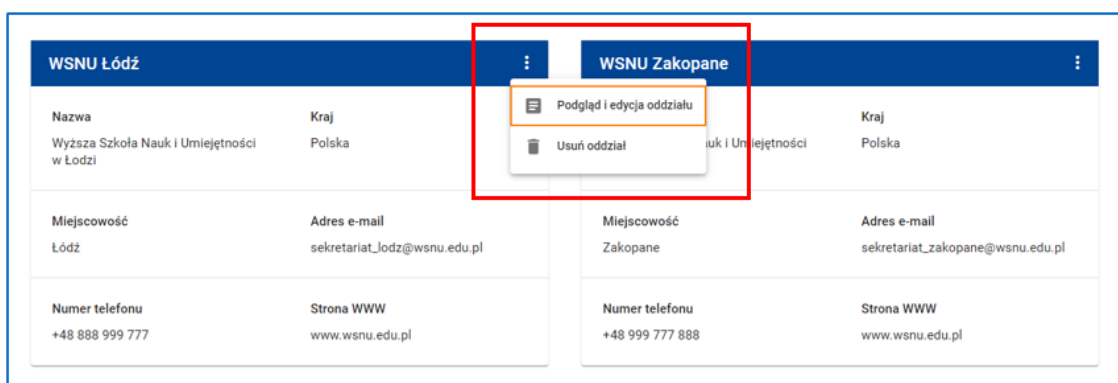 WSNU Łódź
WSNU Zakopane
Podgląd i edycja oddziału
Usuń oddział
Nazwa
Kraj
Kraj
Wyższa Szkoła Nauk i Umiejętności
w Łodzi
Polska
i Umiejętności
Polska
Miejscowość
Adres e-mail
Miejscowość
Adres e-mail
Łódź
sekretariat_lodz@wsnu.edu.pl
Zakopane
sekretariat_zakopane@wsnu.edu.pl
Numer telefonu
Strona WWW
Numer telefonu
Strona WWW
+48 888 999 777
www.wsnu.edu.pl
+48 999 777 888
www.wsnu.edu.pl